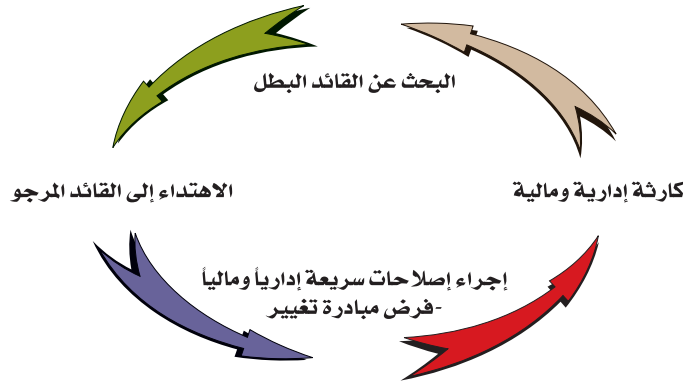 البحث عن القائد البطل
كارثة إدارية ومالية
الاهتداء إلى القائد المرجو
إجراء إصلاحات سريعة إدارياً ومالياً
-فرض مبادرة تغيير